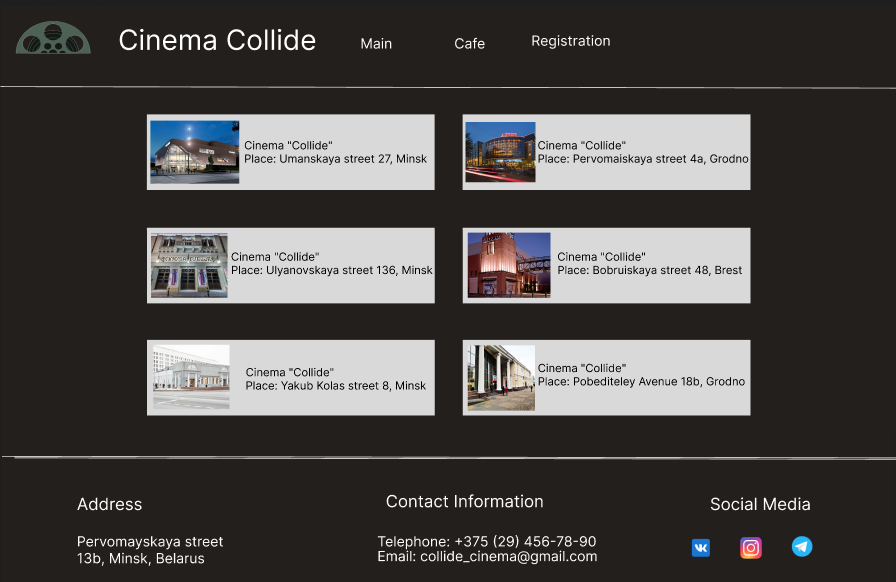 Cinema Collide
Main
Cafe
Registration
Cinema "Collide"
Place: Umanskaya street 27, Minsk
Cinema "Collide"
Place: Pervomaiskaya street 4a, Grodno
Cinema "Collide"
Place: Ulyanovskaya street 136, Minsk
Cinema "Collide"
Place: Bobruiskaya street 48, Brest
Cinema "Collide"
Place: Yakub Kolas street 8, Minsk
Cinema "Collide"
Place: Pobediteley Avenue 18b, Grodno
Address
Pervomayskaya street
13b, Minsk, Belarus
Contact Information
Telephone: +375 (29) 456-78-90
Email: collide_cinema@gmail.com
Social Media